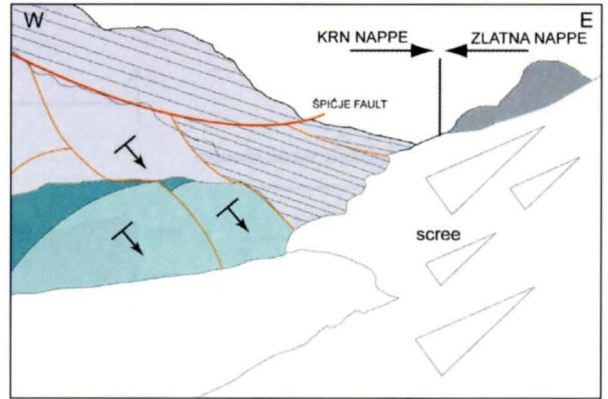 W
E
KRN NAPPE
ZLATNA NAPPE
ŠPIČJE FAULT
scree